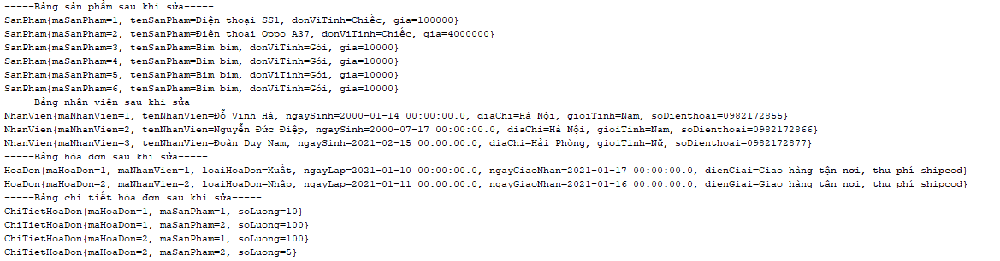 -----Bảng sản phẩm sau khi sửa-----
SanPham{maSanPham=1, tenSanPham=Điện thoại SS1, donViTinh=Chiếc, gia=100000}
SanPham{maSanPham=2, tenSanPham=Điện thoại Oppo A37, donViTinh=Chiếc, gia=4000000}
SanPham{maSanPham=3, tenSanPham=Bim bim, donViTinh=Gói, gia=10000}
SanPham{maSanPham=4, tenSanPham=Bim bim, donViTinh=Gói, gia=10000}
SanPham{maSanPham=5, tenSanPham=Bim bim, donViTinh=Gói, gia=10000}
SanPham{maSanPham=6, tenSanPham=Bim bim, donViTinh=Gói, gia=10000}
-----Bảng nhân viên sau khi sửa------
NhanVien{maNhanVien=1, tenNhanVien=Đỗ Vinh Hà, ngaySinh=2000-01-14 00:00:00.0, diaChi=Hà Nội, gioiTinh=Nam, soDienthoai=0982172855}
NhanVien{maNhanVien=2, tenNhanVien=Nguyễn Đức Điệp, ngaySinh=2000-07-17 00:00:00.0, diaChi=Hà Nội, gioiTinh=Nam, soDienthoai=0982172866}
NhanVien{maNhanVien=3, tenNhanVien=Đoàn Duy Nam, ngaySinh=2021-02-15 00:00:00.0, diaChi=Hải Phòng, gioiTinh=Nữ, soDienthoai=0982172877}
-----Bảng hóa đơn sau khi sửa-----
HoaDon{maHoaDon=1, maNhanVien=1, loaiHoaDon=Xuất, ngayLap=2021-01-10 00:00:00.0, ngayGiaoNhan=2021-01-17 00:00:00.0, dienGiai=Giao hàng tận nơi, thu phí shipcod}
HoaDon{maHoaDon=2, maNhanVien=2, loaiHoaDon=Nhập, ngayLap=2021-01-11 00:00:00.0, ngayGiaoNhan=2021-01-16 00:00:00.0, dienGiai=Giao hàng tận nơi, thu phí shipcod}
-----Bảng chi tiết hóa đơn sau khi sửa-----
ChiTietHoaDon{maHoaDon=1, maSanPham=1, soLuong=10}
ChiTietHoaDon{maHoaDon=1, maSanPham=2, soLuong=100}
ChiTietHoaDon{maHoaDon=2, maSanPham=1, soLuong=100}
ChiTietHoaDon{maHoaDon=2, maSanPham=2, soLuong=5}